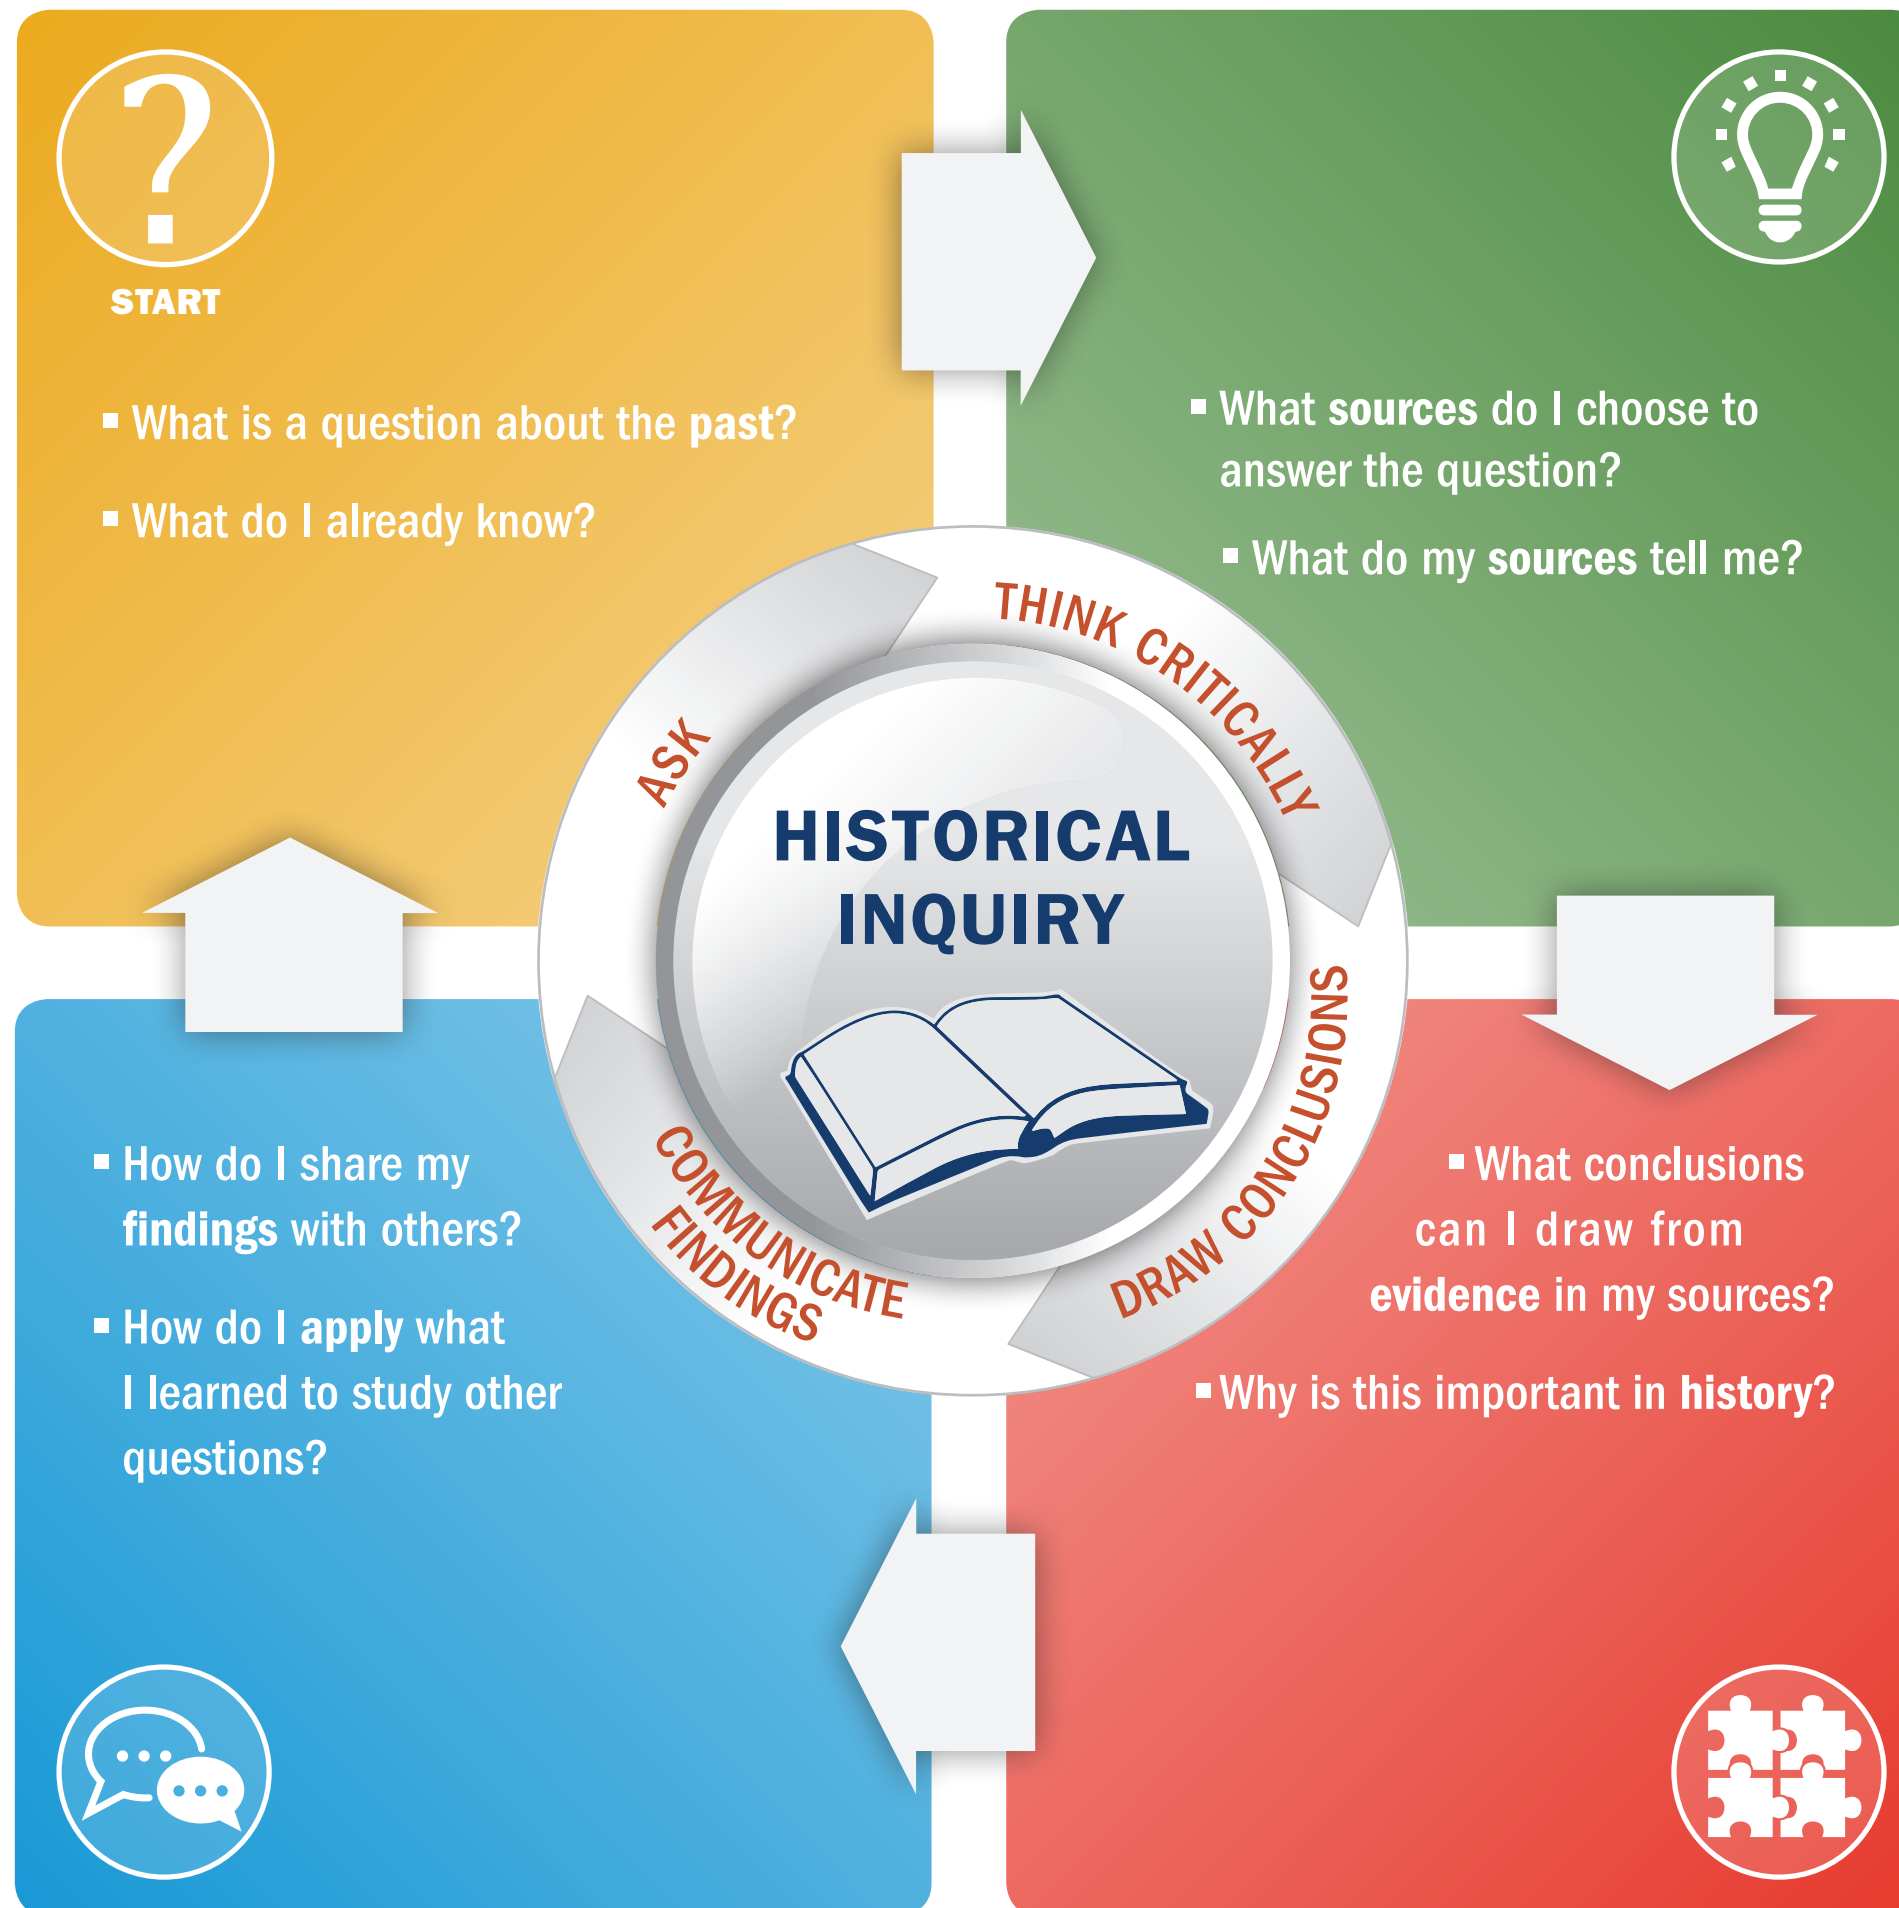 ?
START
▪ What is a question about the past?
▪ What do I already know?
▪ What sources do I choose to
answer the question?
▪ What do my sources tell me?
ASK
THINK CRITICALLY
DRAW CONCLUSIONS
COMMUNICATE
FINDINGS
HISTORICAL
INQUIRY
▪ What conclusions
can I draw from
evidence in my sources?
▪ Why is this important in history?
▪ How do I share my
findings with others?
▪ How do I apply what
I learned to study other
questions?